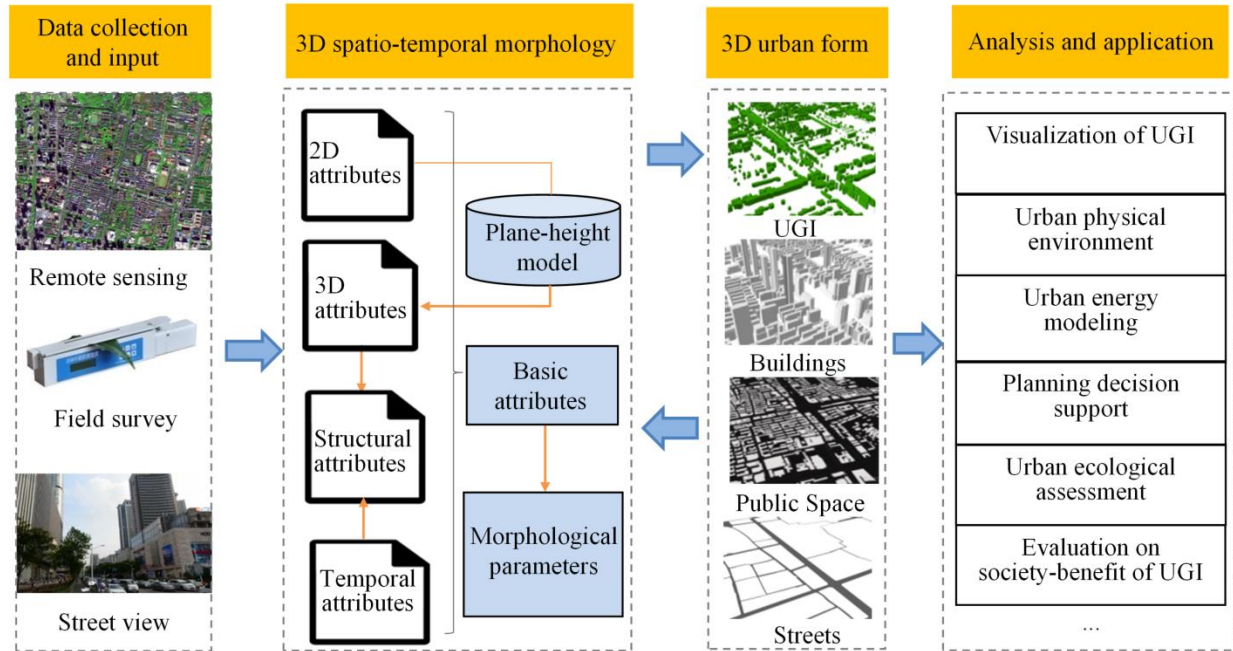 Data collection
and input
3D spatio-temporal morphology
3D urban form
Analysis and application
Remote sensing
Field survey
Street view
2D
attributes
3D
attributes
Structural
attributes
Temporal
attributes
Plane-height
model
Basic
attributes
Morphological
parameters
UGI
Buildings
Public Space
Streets
Visualization of UGI
Urban physical
environment
Urban energy
modeling
Planning decision
support
Urban ecological
assessment
Evaluation on
society-benefit of UGI
...